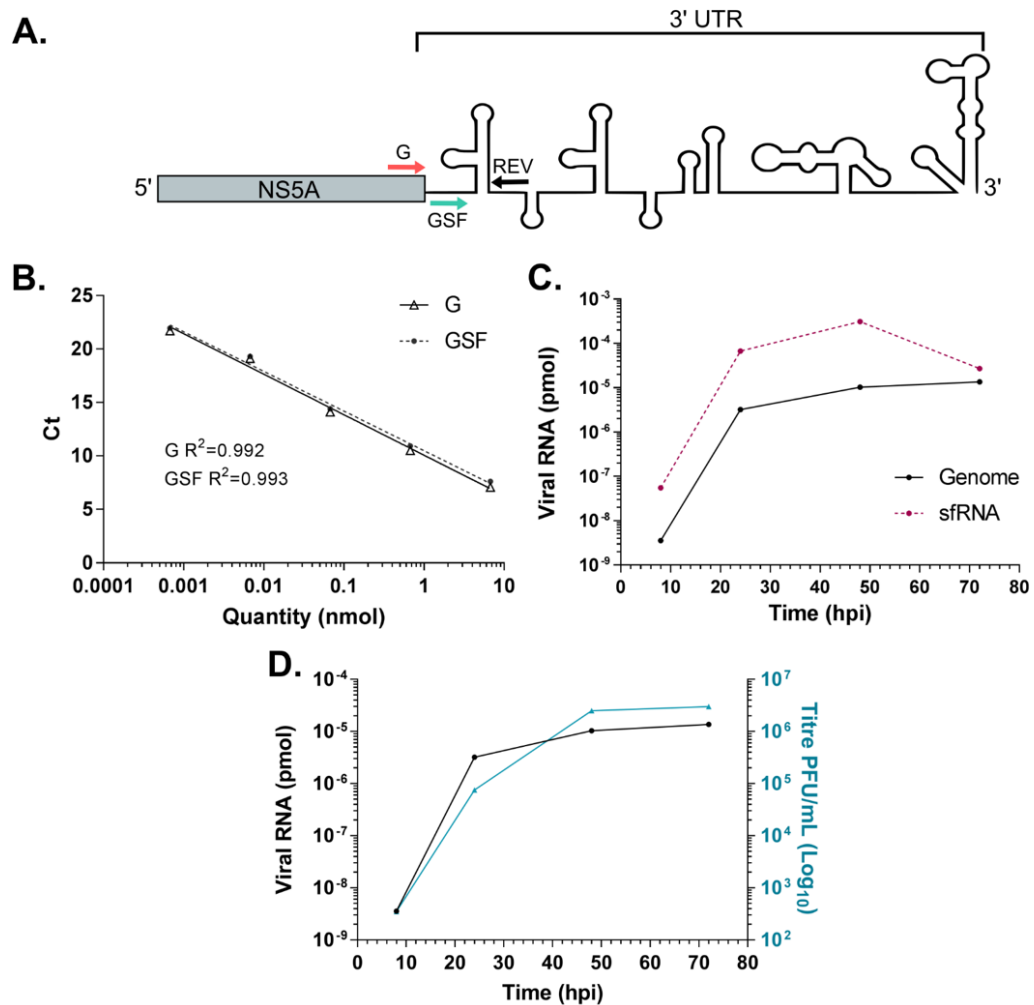 A.
3' UTR
G
REV
5'
NS5A
3'
GSF
B.
25
20
15
10
5
0
Ct
G
GSF
G R²=0.992
GSF R²=0.993
0.0001 0.001 0.01 0.1 1 10
Quantity (nmol)
C.
10⁻³
10⁻⁴
10⁻⁵
10⁻⁶
10⁻⁷
10⁻⁸
10⁻⁹
Viral RNA (pmol)
Genome
sfRNA
0 10 20 30 40 50 60 70 80
Time (hpi)
D.
10⁻⁴
10⁻⁵
10⁻⁶
10⁻⁷
10⁻⁸
10⁻⁹
Viral RNA (pmol)
10⁷
10⁶
10⁵
10⁴
10³
10²
Titre PFU/mL (Log₁₀)
0 10 20 30 40 50 60 70 80
Time (hpi)